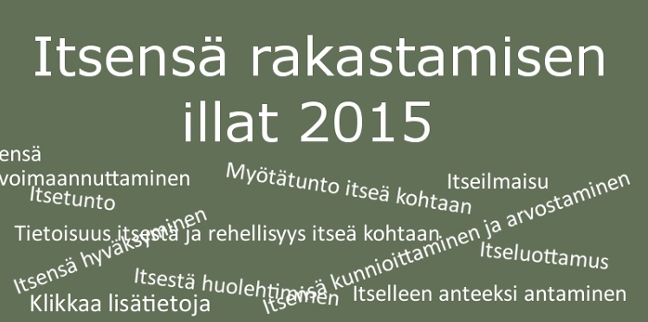 Itsensä rakastamisen
illat 2015
ensä
voimaannuttaminen
Myötätunto itseä kohtaan
Itseilmaisu
Itsetunto
Tietoisuus itsestä ja rehellisyys itseä kohtaan
Itsensä hyväksyminen
Itsensä kunnioittaminen ja arvostaminen
Itseluottamus
Itsestä huolehtiminen
Itselleen anteeksi antaminen
Klikkaa lisätietoja